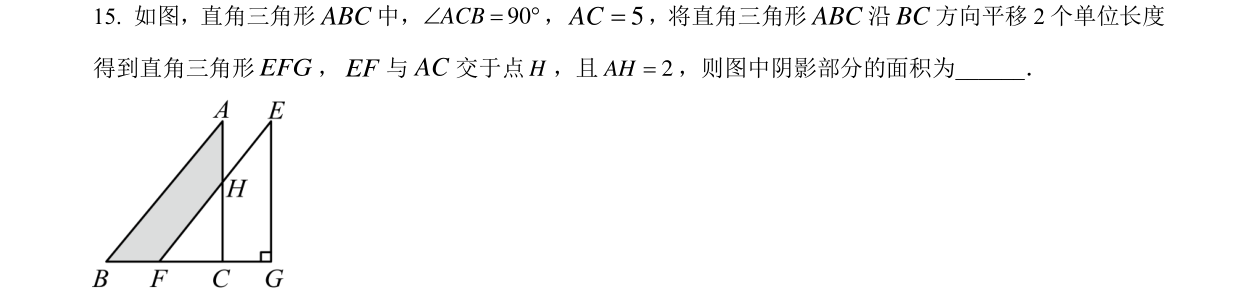 15. 如图，直角三角形 ABC 中，∠ACB = 90°，AC = 5，将直角三角形 ABC 沿 BC 方向平移 2 个单位长度
得到直角三角形 EFG，EF 与 AC 交于点 H，且 AH = 2，则图中阴影部分的面积为______．
A E
H
B F C G